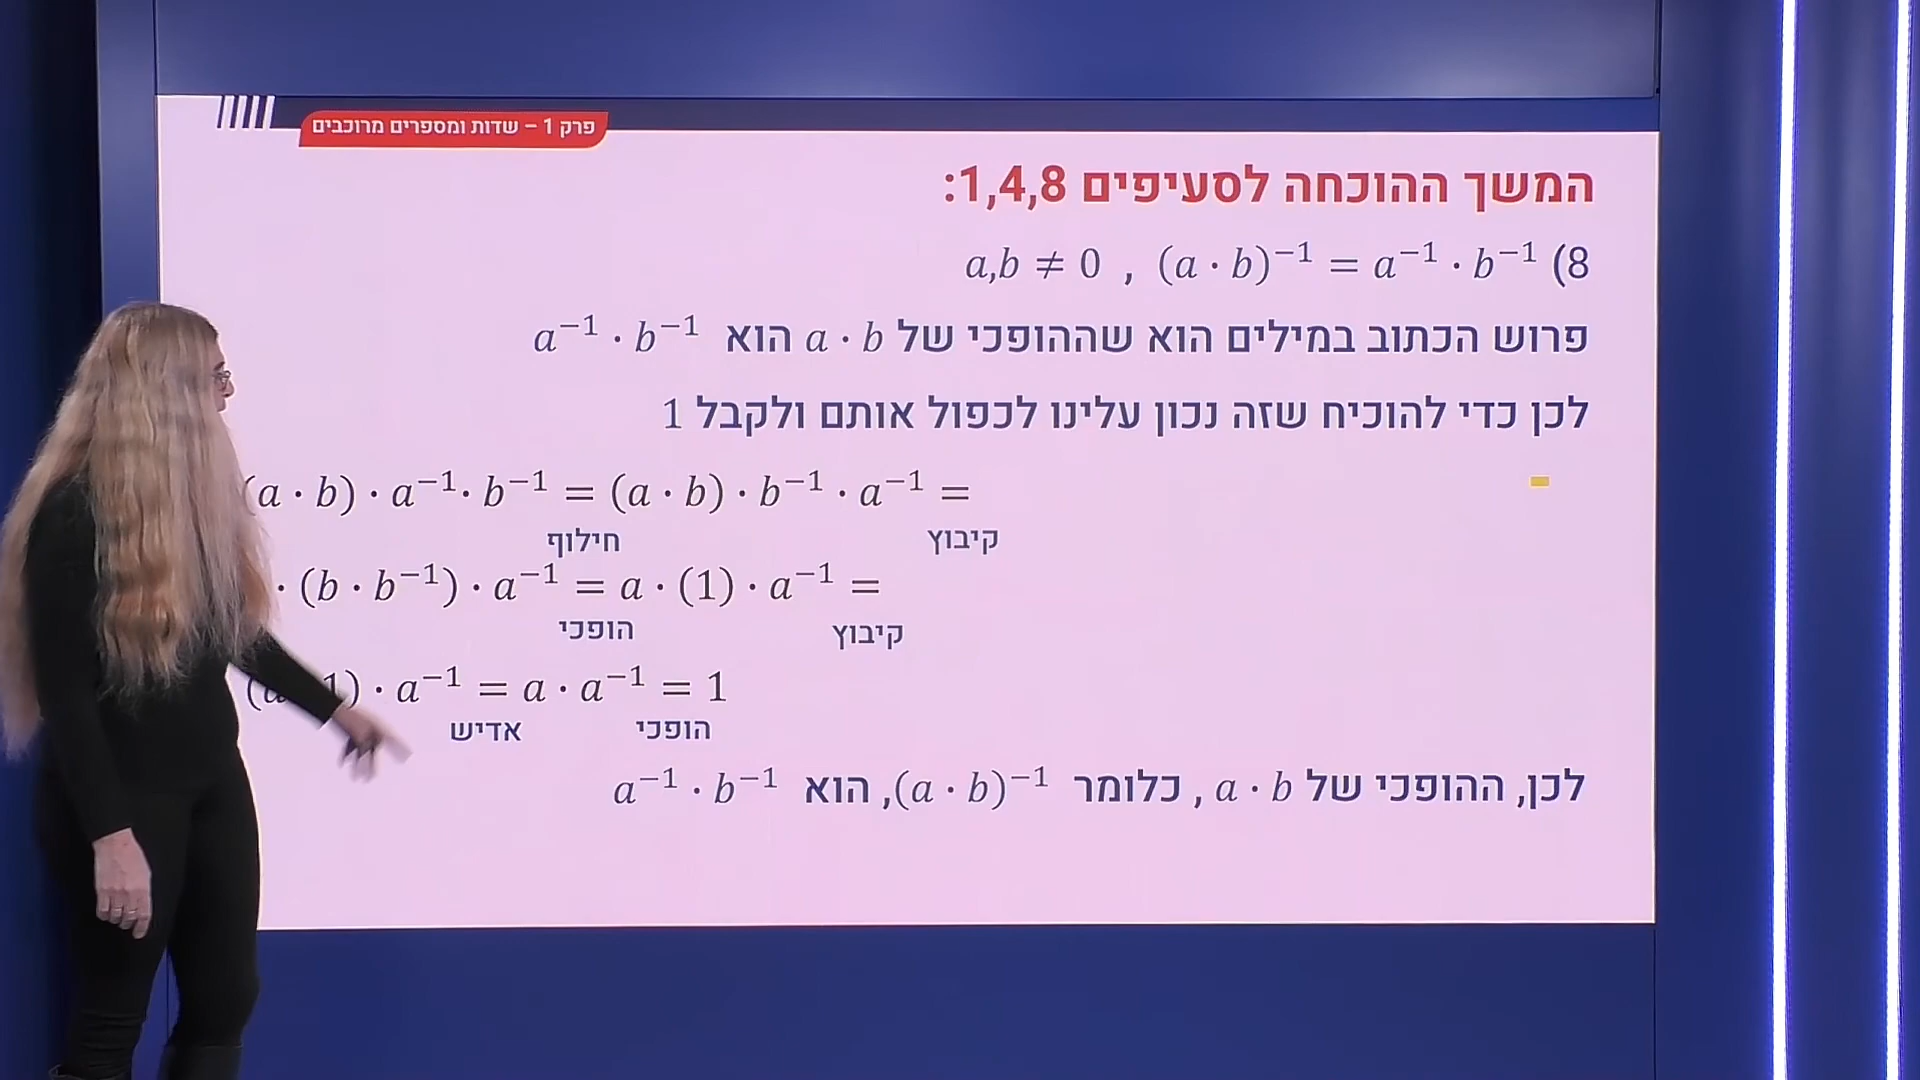 פרק 1 – שדות ומספרים מרוכבים
המשך ההוכחה לסעיפים 1,4,8:
8) (a · b)⁻¹ = a⁻¹ · b⁻¹ , a,b ≠ 0
פרוש הכתוב במילים הוא שההופכי של a · b הוא a⁻¹ · b⁻¹
לכן כדי להוכיח שזה נכון עלינו לכפול אותם ולקבל 1
(a · b) · a⁻¹ · b⁻¹ = (a · b) · b⁻¹ · a⁻¹ =
חילוף קיבוץ
· (b · b⁻¹) · a⁻¹ = a · (1) · a⁻¹ =
הופכי קיבוץ
(a 1) · a⁻¹ = a · a⁻¹ = 1
אדיש הופכי
לכן, ההופכי של a · b , כלומר (a · b)⁻¹, הוא a⁻¹ · b⁻¹